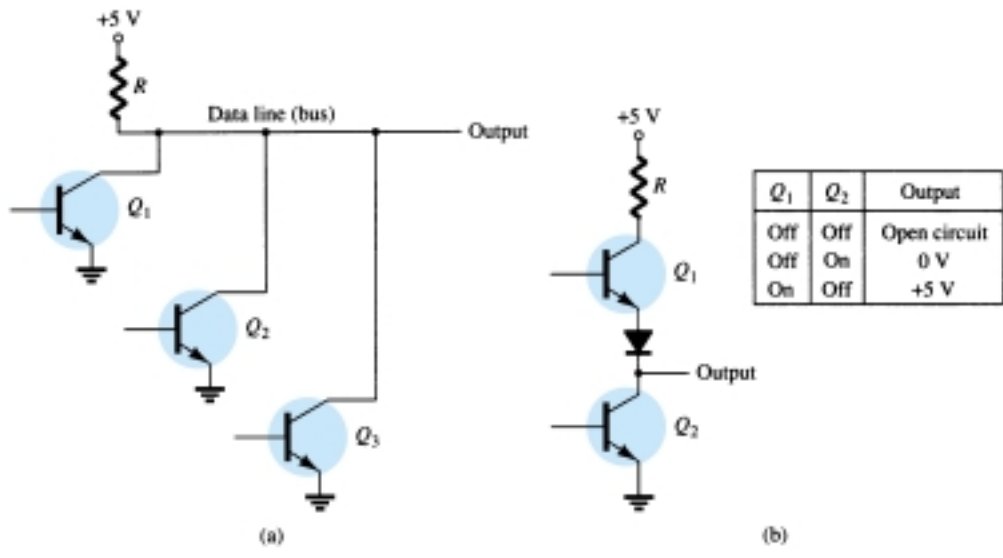 +5 V
R
Data line (bus)
Output
Q1
Q2
Q3
(a)
+5 V
R
Q1
Output
Q2
(b)
Q1 Q2 Output
Off Off Open circuit
Off On 0 V
On Off +5 V